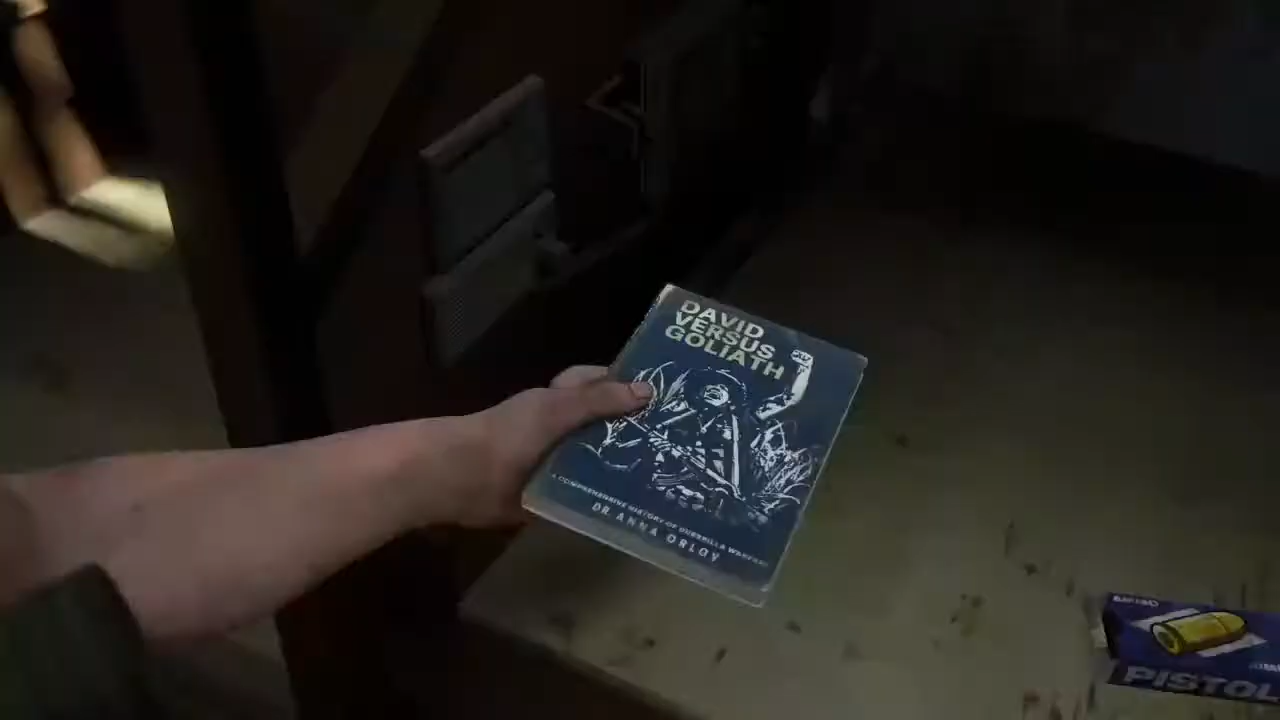 DAVID
VERSUS
GOLIATH
A COMPREHENSIVE HISTORY OF GUERRILLA WARFARE
DR. ANNA ORLOV
PISTOL